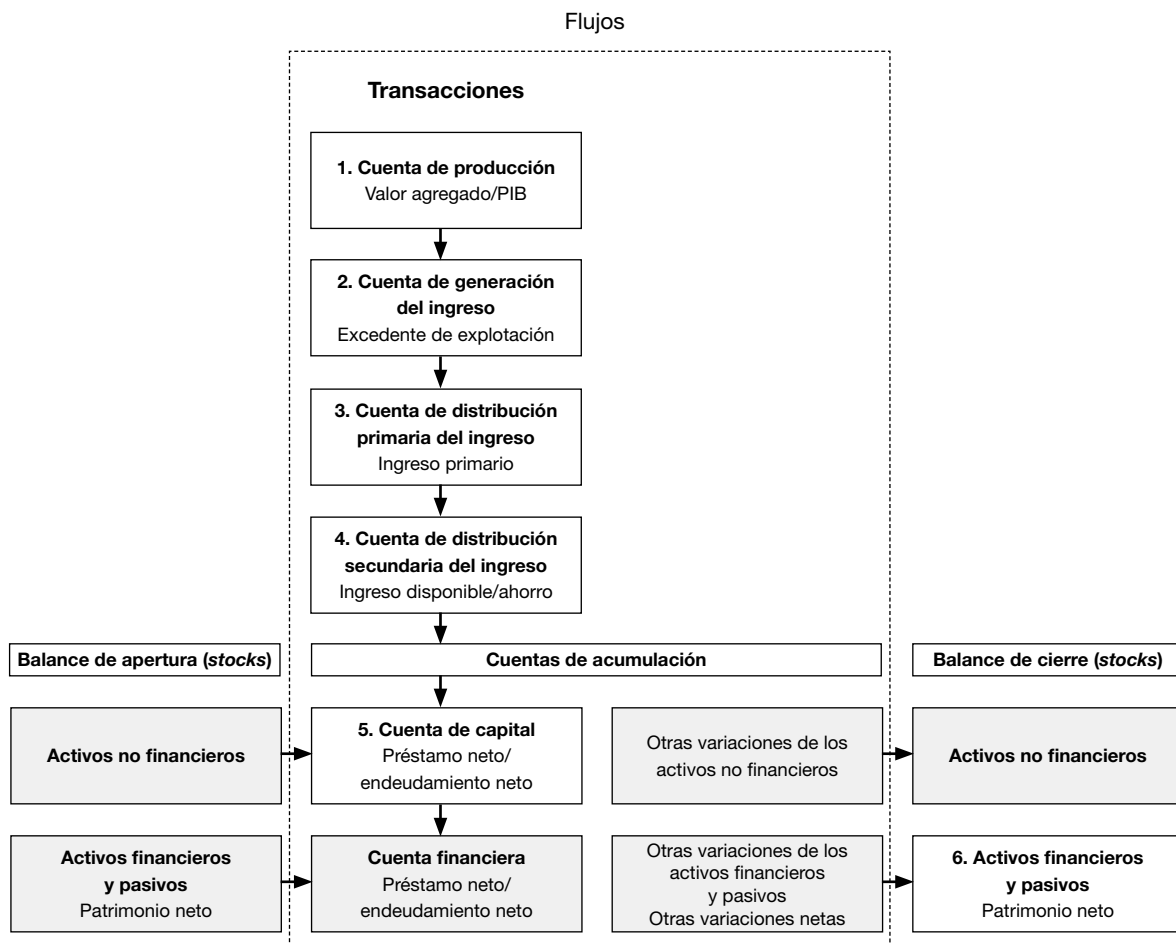 Flujos
Transacciones
1. Cuenta de producción
Valor agregado/PIB
2. Cuenta de generación
del ingreso
Excedente de explotación
3. Cuenta de distribución
primaria del ingreso
Ingreso primario
4. Cuenta de distribución
secundaria del ingreso
Ingreso disponible/ahorro
Balance de apertura (stocks)
Cuentas de acumulación
Balance de cierre (stocks)
Activos no financieros
5. Cuenta de capital
Préstamo neto/
endeudamiento neto
Otras variaciones de los
activos no financieros
Activos no financieros
Activos financieros
y pasivos
Patrimonio neto
Cuenta financiera
Préstamo neto/
endeudamiento neto
Otras variaciones de los
activos financieros
y pasivos
Otras variaciones netas
6. Activos financieros
y pasivos
Patrimonio neto